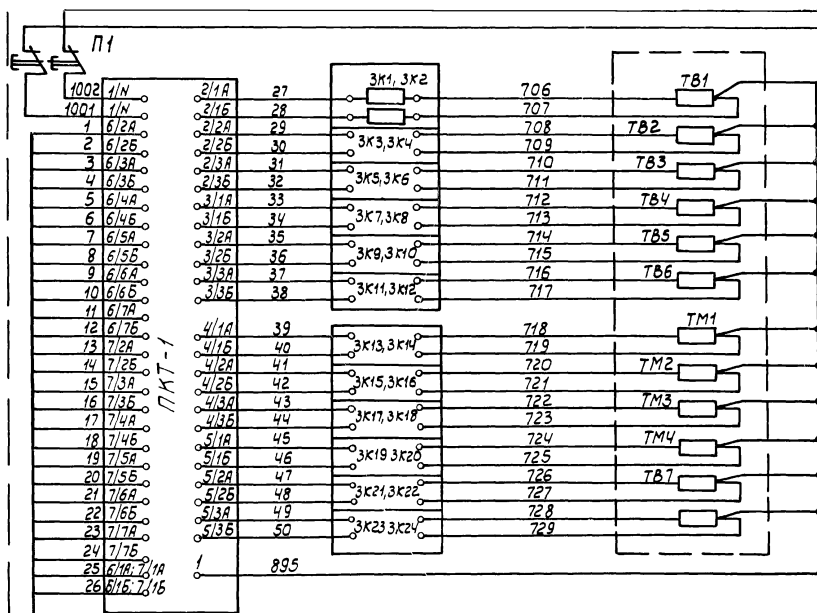 П1
3К1, 3К2
ТВ1
1002 1/N 2/1А 27 706
1001 1/N 2/1Б 28 707
1 6/2А 2/2А 29 708 ТВ2
2 6/2Б 2/2Б 30 3К3,3К4 709
3 6/3А 2/3А 31 710 ТВ3
4 6/3Б 2/3Б 32 3К5,3К6 711
5 6/4А 3/1А 33 712 ТВ4
6 6/4Б 3/1Б 34 3К7,3К8 713
7 6/5А 3/2А 35 714 ТВ5
8 6/5Б 3/2Б 36 3К9,3К10 715
9 6/6А 3/3А 37 716 ТВ6
10 6/6Б 3/3Б 38 3К11,3К12 717
11 6/7А
12 6/7Б 4/1А 39 718 ТМ1
13 7/2А 4/1Б 40 3К13,3К14 719
14 7/2Б 4/2А 41 720 ТМ2
15 7/3А 4/2Б 42 3К15,3К16 721
16 7/3Б 4/3А 43 722 ТМ3
17 7/4А 4/3Б 44 3К17,3К18 723
18 7/4Б 5/1А 45 724 ТМ4
19 7/5А 5/1Б 46 3К19 3К20 725
20 7/5Б 5/2А 47 726 ТВ7
21 7/6А 5/2Б 48 3К21,3К22 727
22 7/6Б 5/3А 49 728
23 7/7А 5/3Б 50 3К23 3К24 729
24 7/7Б
25 6/1А; 7/1А 1 895
26 6/1Б; 7/1Б
ПКТ-1